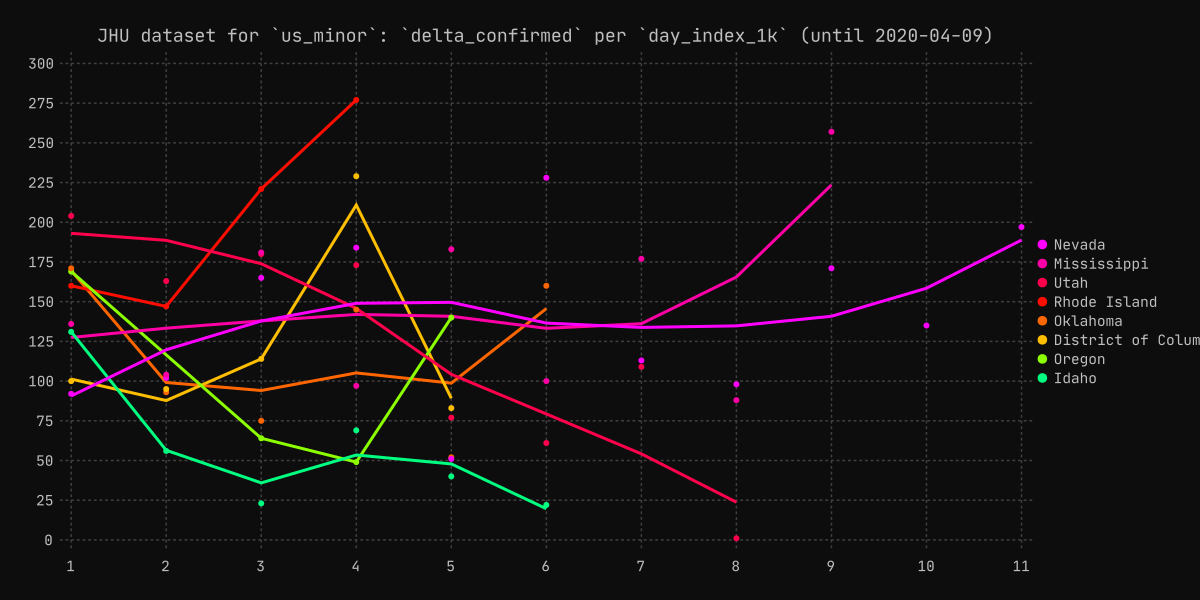 JHU dataset for `us_minor`: `delta_confirmed` per `day_index_1k` (until 2020-04-09)
300
275
250
225
200
175
150
125
100
75
50
25
0
1 2 3 4 5 6 7 8 9 10 11
Nevada
Mississippi
Utah
Rhode Island
Oklahoma
District of Colum
Oregon
Idaho